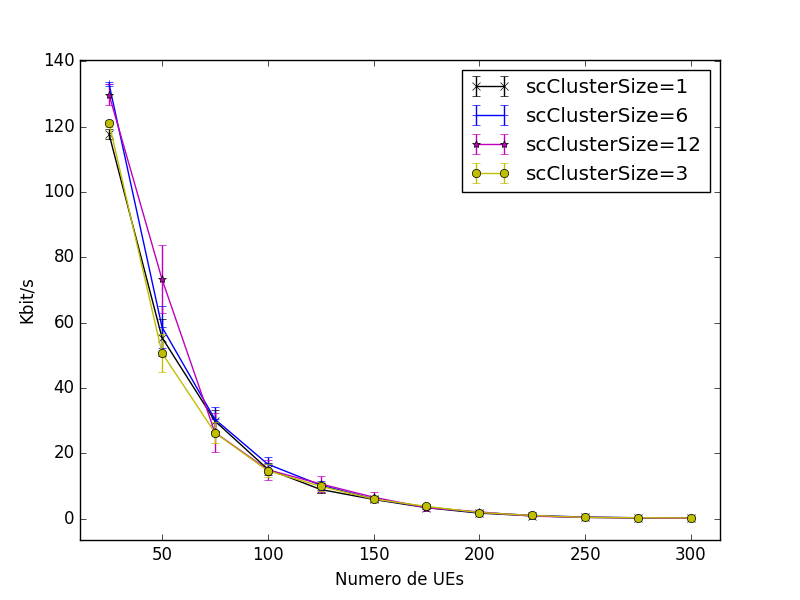 140
120
100
80
60
40
20
0
50
100
150
200
250
300
Kbit/s
Numero de UEs
scClusterSize=1
scClusterSize=6
scClusterSize=12
scClusterSize=3